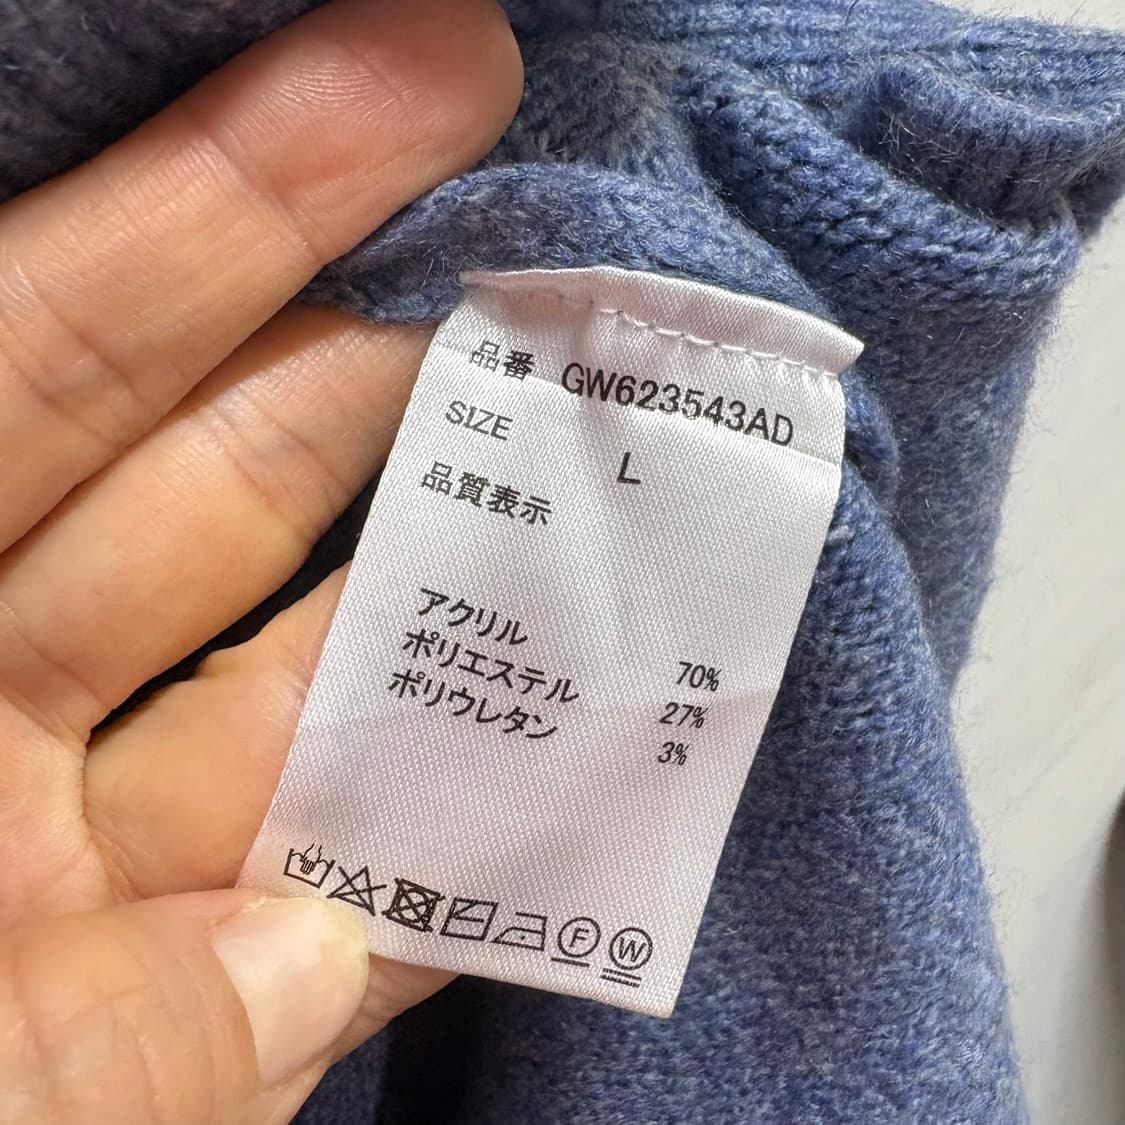 品番 GW623543AD
SIZE L
品質表示
アクリル 70%
ポリエステル 27%
ポリウレタン 3%
F W